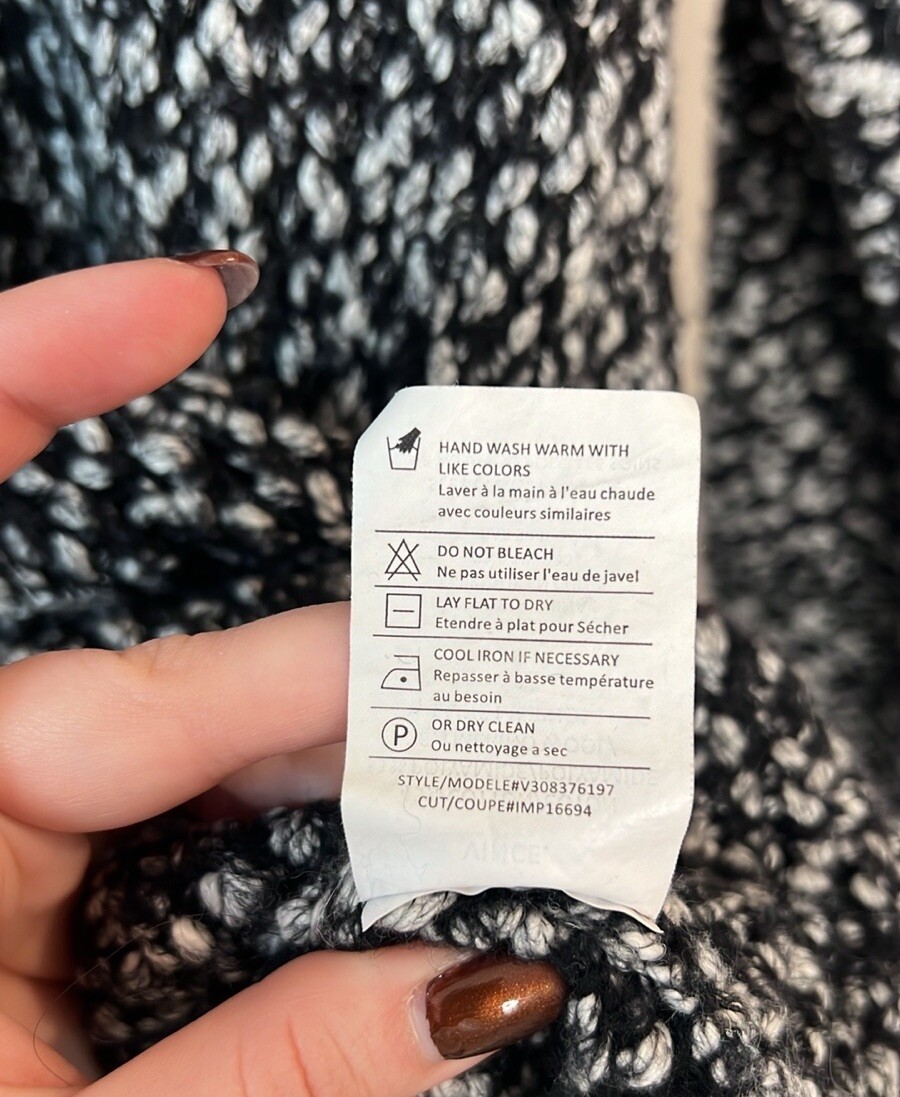 HAND WASH WARM WITH
LIKE COLORS
Laver à la main à l'eau chaude
avec couleurs similaires
DO NOT BLEACH
Ne pas utiliser l'eau de javel
LAY FLAT TO DRY
Etendre à plat pour Sécher
COOL IRON IF NECESSARY
Repasser à basse température
au besoin
P
OR DRY CLEAN
Ou nettoyage a sec
STYLE/MODELE#V308376197
CUT/COUPE#IMP16694
VINCE